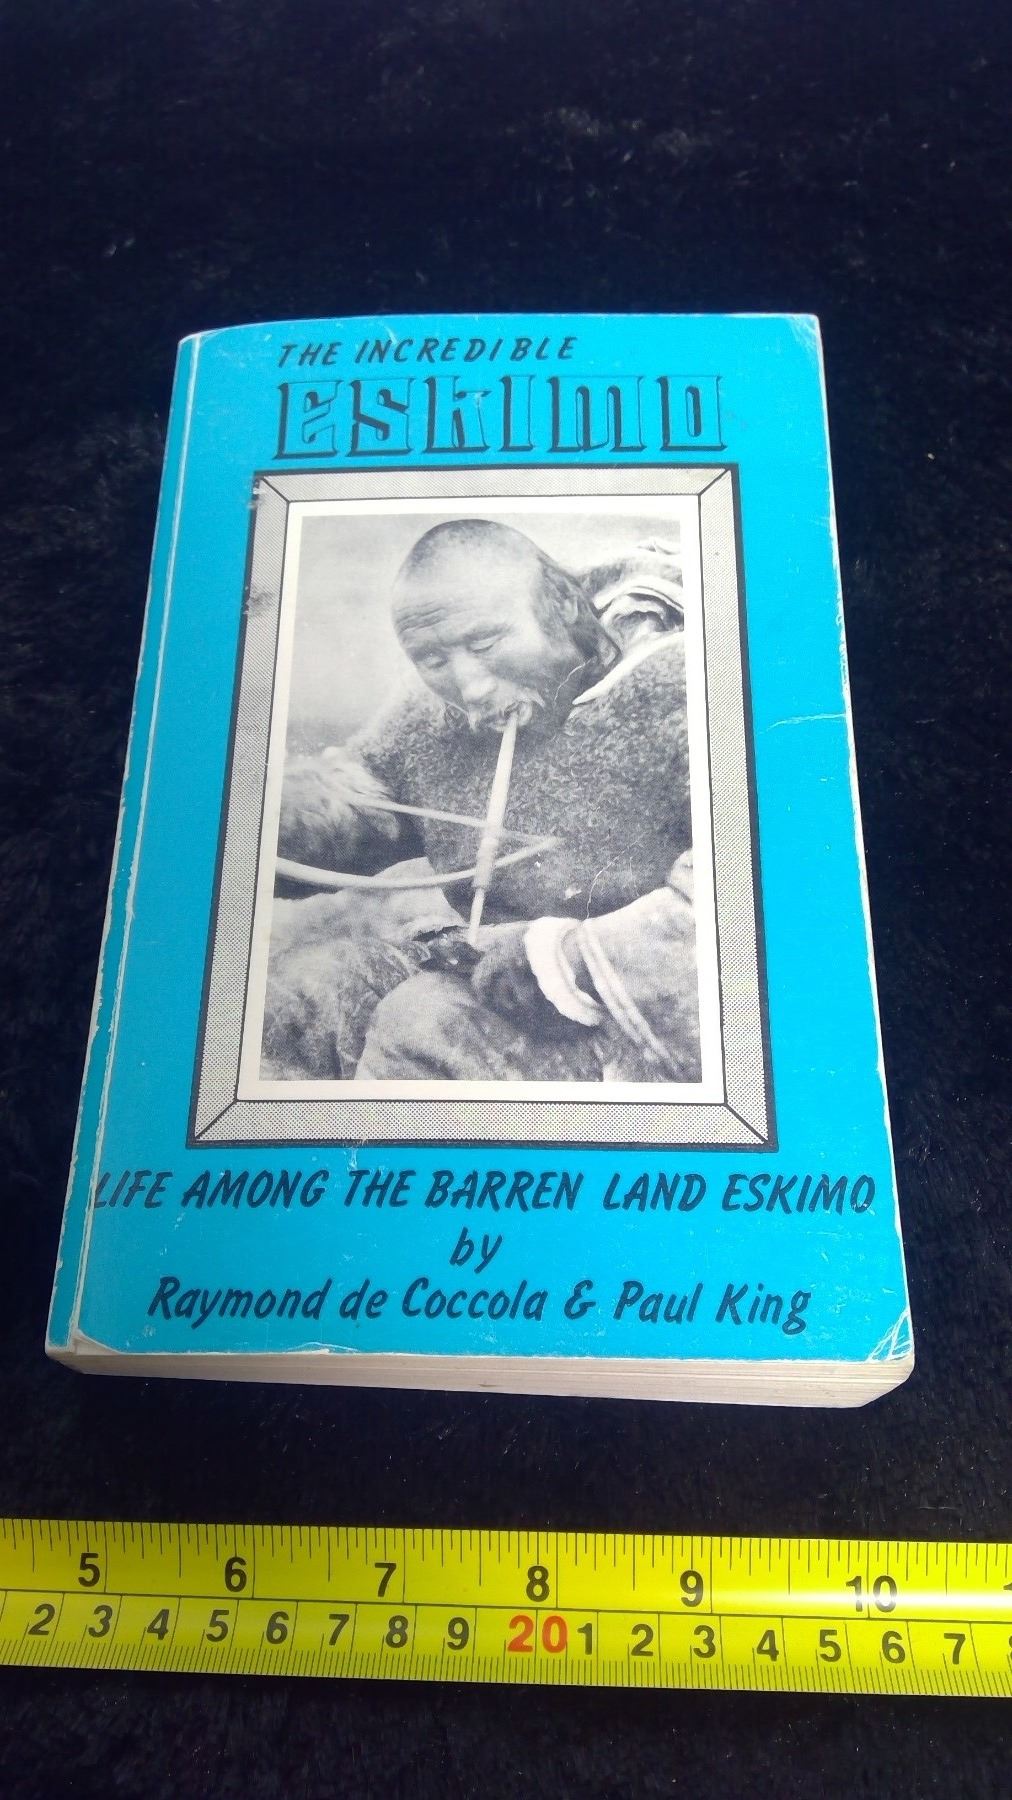 THE INCREDIBLE
ESKIMO
LIFE AMONG THE BARREN LAND ESKIMO
by
Raymond de Coccola & Paul King
5 6 7 8 9 10
2 3 4 5 6 7 8 9 20 1 2 3 4 5 6 7